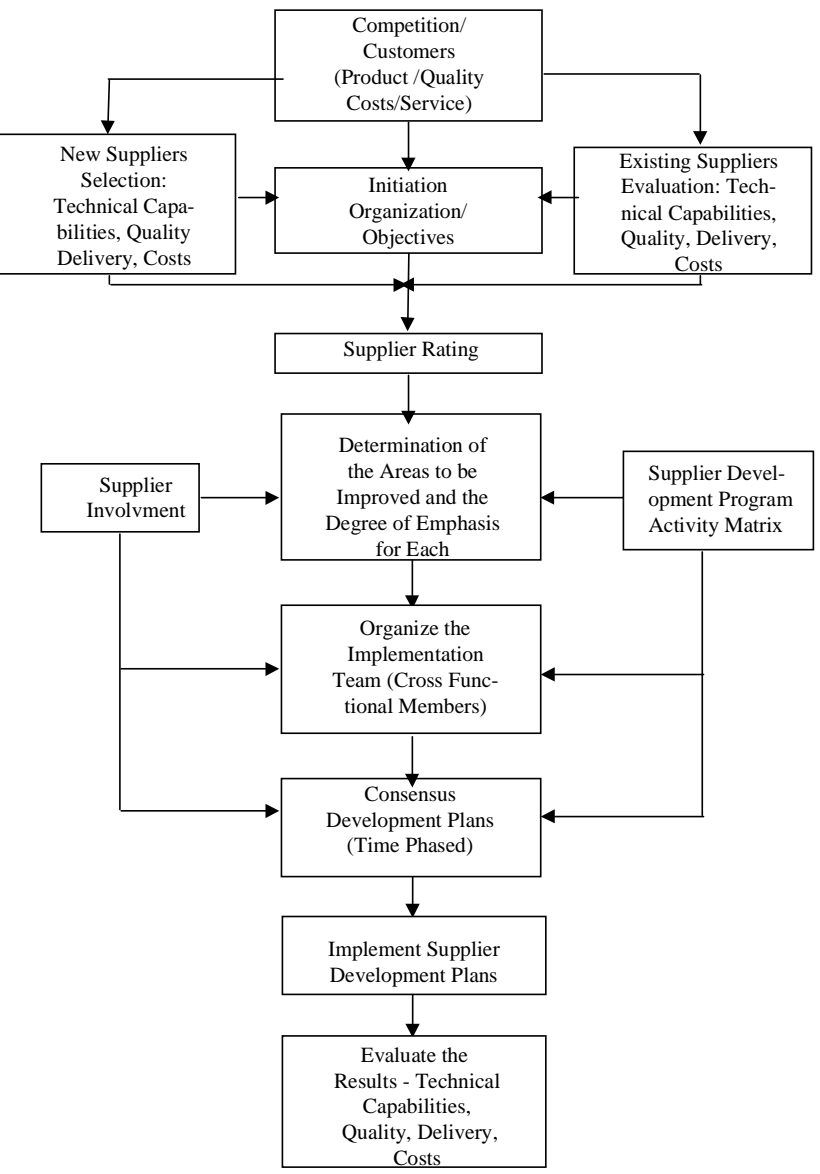 Competition/
Customers
(Product /Quality
Costs/Service)
New Suppliers
Selection:
Technical Capa-
bilities, Quality
Delivery, Costs
Initiation
Organization/
Objectives
Existing Suppliers
Evaluation: Tech-
nical Capabilities,
Quality, Delivery,
Costs
Supplier Rating
Determination of
the Areas to be
Improved and the
Degree of Emphasis
for Each
Supplier
Involvment
Supplier Devel-
opment Program
Activity Matrix
Organize the
Implementation
Team (Cross Func-
tional Members)
Consensus
Development Plans
(Time Phased)
Implement Supplier
Development Plans
Evaluate the
Results - Technical
Capabilities,
Quality, Delivery,
Costs